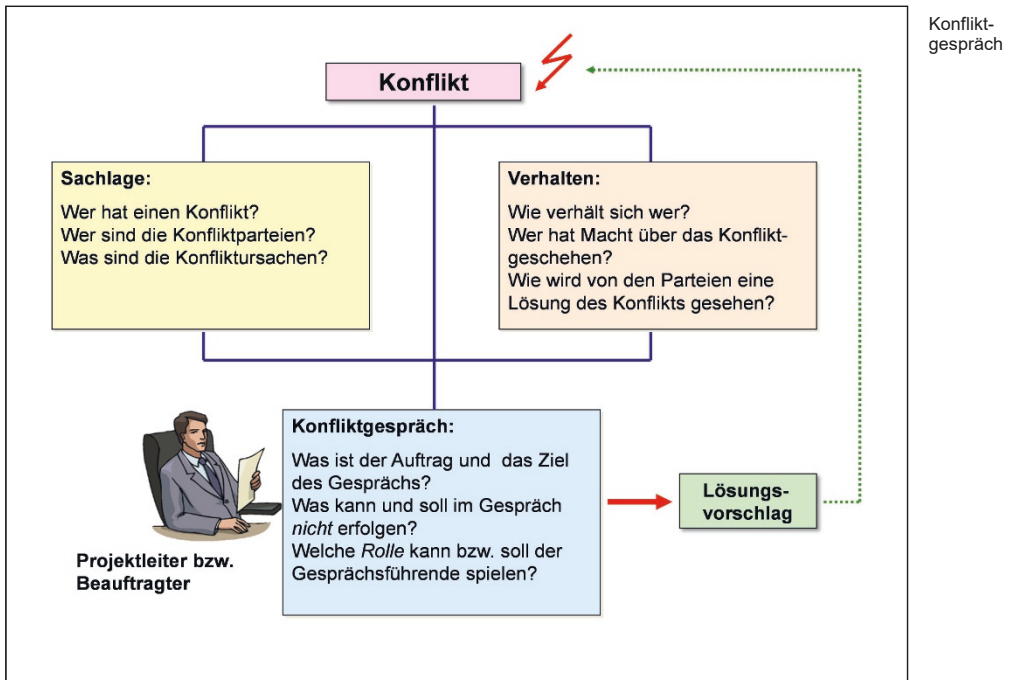 Konflikt-
gespräch
Konflikt
Sachlage:
Wer hat einen Konflikt?
Wer sind die Konfliktparteien?
Was sind die Konfliktursachen?
Verhalten:
Wie verhält sich wer?
Wer hat Macht über das Konflikt-
geschehen?
Wie wird von den Parteien eine
Lösung des Konflikts gesehen?
Konfliktgespräch:
Was ist der Auftrag und das Ziel
des Gesprächs?
Was kann und soll im Gespräch
nicht erfolgen?
Welche Rolle kann bzw. soll der
Gesprächsführende spielen?
Projektleiter bzw.
Beauftragter
Lösungs-
vorschlag